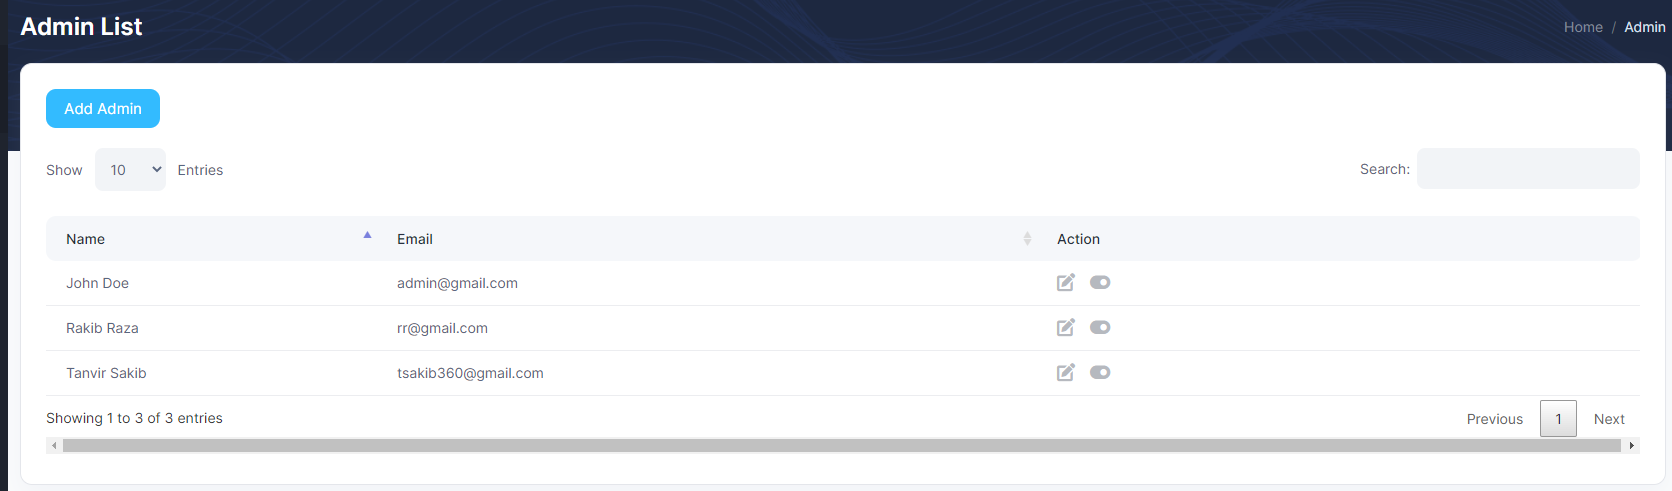 Admin List
Home / Admin
Add Admin
Show 10 Entries
Search:
Name Email Action
John Doe admin@gmail.com
Rakib Raza rr@gmail.com
Tanvir Sakib tsakib360@gmail.com
Showing 1 to 3 of 3 entries
Previous 1 Next